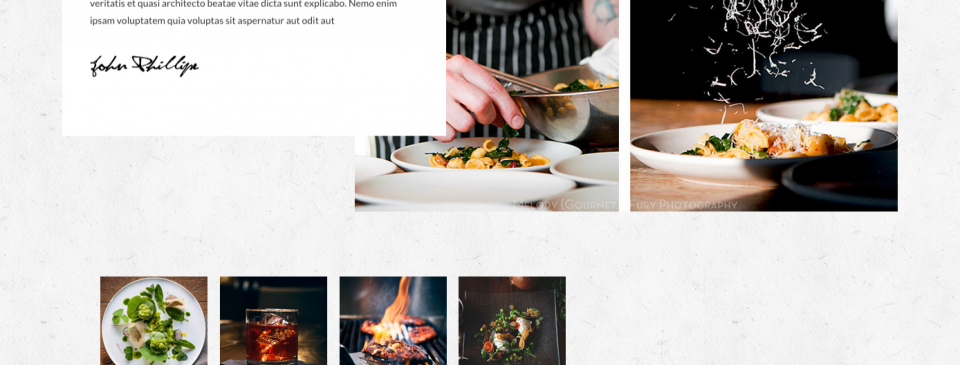 veritatis et quasi architecto beatae vitae dicta sunt explicabo. Nemo enim
ipsam voluptatem quia voluptas sit aspernatur aut odit aut
John Phillips
Melody [Gourmet Fury Photography